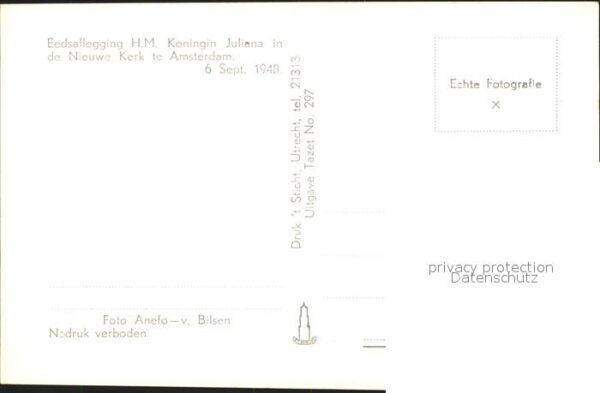 Eedsaflegging H.M. Koningin Juliana in
de Nieuwe Kerk te Amsterdam.
6 Sept. 1948.
Druk 't Sticht, Utrecht, tel. 21313
Uitgave Tazet No. 297
Echte Fotografie
x
privacy protection
Datenschutz
Foto Anefo—v. Bilsen
Nadruk verboden